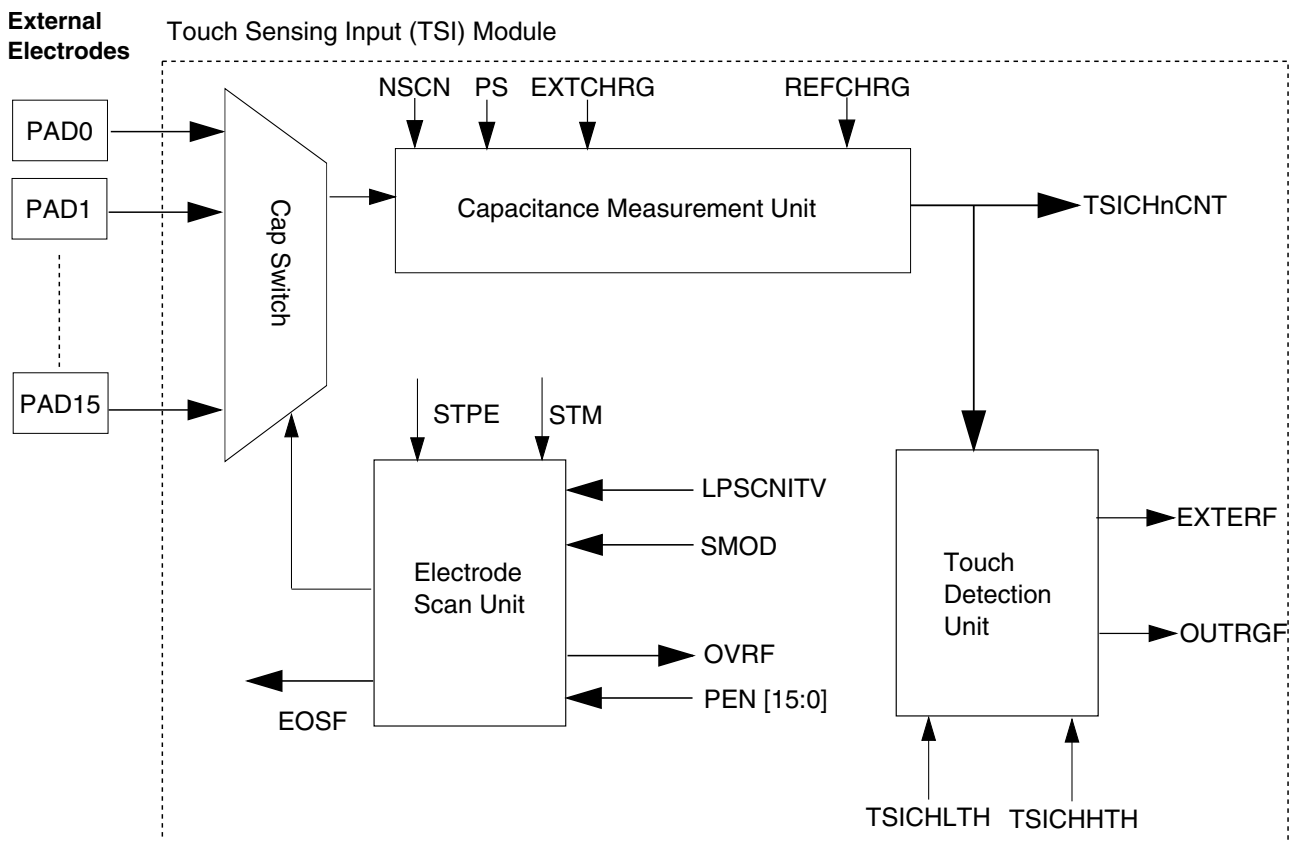 External
Electrodes
Touch Sensing Input (TSI) Module
NSCN PS EXTCHRG REFCHRG
PAD0
PAD1
PAD15
Cap Switch
Capacitance Measurement Unit
TSICHnCNT
STPE STM
Electrode
Scan Unit
LPSCNITV
SMOD
OVRF
PEN [15:0]
EOSF
Touch
Detection
Unit
EXTERF
OUTRGF
TSICHLTH TSICHHTH